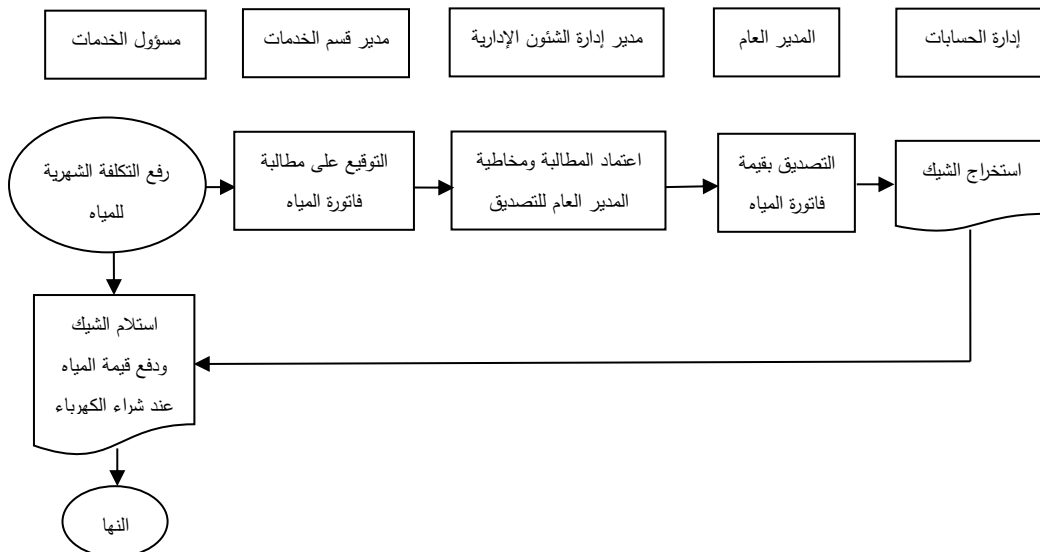 مسؤول الخدمات
مدير قسم الخدمات
مدير إدارة الشئون الإدارية
المدير العام
إدارة الحسابات
رفع التكلفة الشهرية
للمياه
التوقيع على مطالبة
فاتورة المياه
اعتماد المطالبة ومخاطبة
المدير العام للتصديق
التصديق بقيمة
فاتورة المياه
استخراج الشيك
استلام الشيك
ودفع قيمة المياه
عند شراء الكهرباء
النها